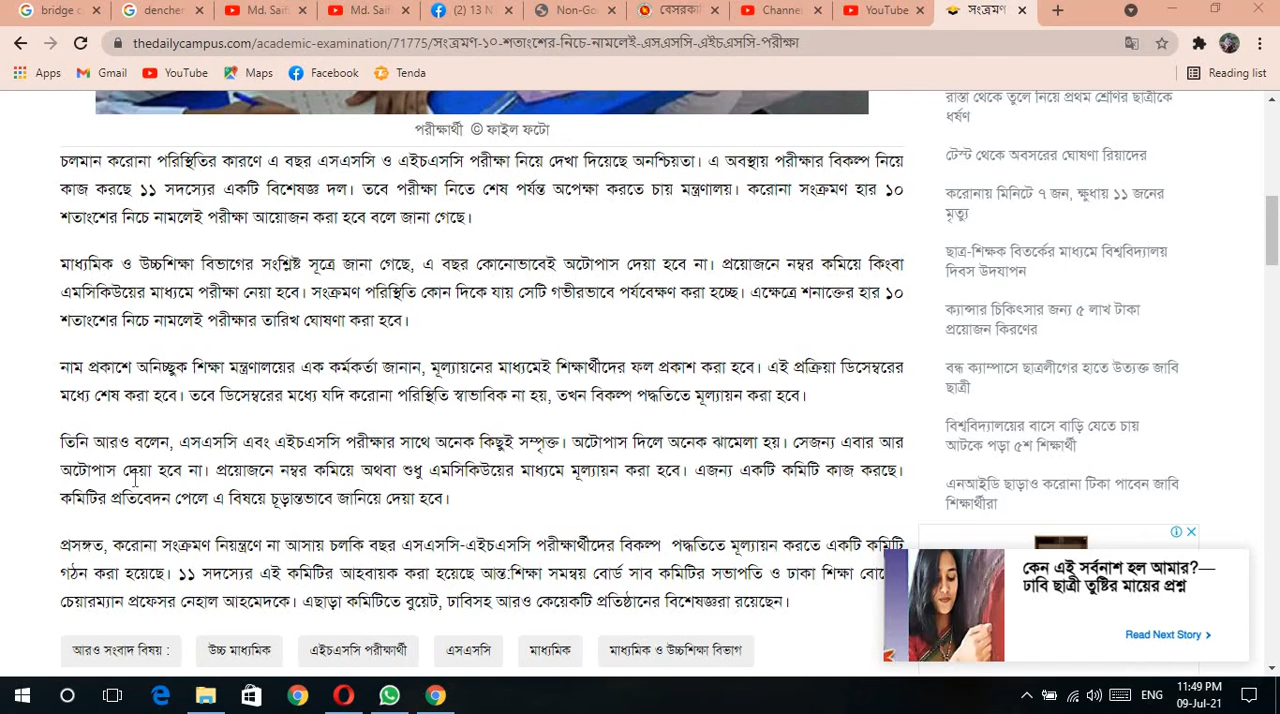 bridge c
denchen
Md. Saif
Md. Saif
(2) 13 N
Non-Go
বেসরকা
Channel
YouTube
সংক্রমণ
thedailycampus.com/academic-examination/71775/সংক্রমণ-১০-শতাংশের-নিচে-নামলেই-এসএসসি-এইচএসসি-পরীক্ষা
Apps Gmail YouTube Maps Facebook Tenda Reading list
পরীক্ষার্থী © ফাইল ফটো
চলমান করোনা পরিস্থিতির কারণে এ বছর এসএসসি ও এইচএসসি পরীক্ষা নিয়ে দেখা দিয়েছে অনশ্চিয়তা। এ অবস্থায় পরীক্ষার বিকল্প নিয়ে
কাজ করছে ১১ সদস্যের একটি বিশেষজ্ঞ দল। তবে পরীক্ষা নিতে শেষ পর্যন্ত অপেক্ষা করতে চায় মন্ত্রণালয়। করোনা সংক্রমণ হার ১০
শতাংশের নিচে নামলেই পরীক্ষা আয়োজন করা হবে বলে জানা গেছে।
মাধ্যমিক ও উচ্চশিক্ষা বিভাগের সংশ্লিষ্ট সূত্রে জানা গেছে, এ বছর কোনোভাবেই অটোপাস দেয়া হবে না। প্রয়োজনে নম্বর কমিয়ে কিংবা
এমসিকিউয়ের মাধ্যমে পরীক্ষা নেয়া হবে। সংক্রমণ পরিস্থিতি কোন দিকে যায় সেটি গভীরভাবে পর্যবেক্ষণ করা হচ্ছে। এক্ষেত্রে শনাক্তের হার ১০
শতাংশের নিচে নামলেই পরীক্ষার তারিখ ঘোষণা করা হবে।
নাম প্রকাশে অনিচ্ছুক শিক্ষা মন্ত্রণালয়ের এক কর্মকর্তা জানান, মূল্যায়নের মাধ্যমেই শিক্ষার্থীদের ফল প্রকাশ করা হবে। এই প্রক্রিয়া ডিসেম্বরের
মধ্যে শেষ করা হবে। তবে ডিসেম্বরের মধ্যে যদি করোনা পরিস্থিতি স্বাভাবিক না হয়, তখন বিকল্প পদ্ধতিতে মূল্যায়ন করা হবে।
তিনি আরও বলেন, এসএসসি এবং এইচএসসি পরীক্ষার সাথে অনেক কিছুই সম্পৃক্ত। অটোপাস দিলে অনেক ঝামেলা হয়। সেজন্য এবার আর
অটোপাস দেয়া হবে না। প্রয়োজনে নম্বর কমিয়ে অথবা শুধু এমসিকিউয়ের মাধ্যমে মূল্যায়ন করা হবে। এজন্য একটি কমিটি কাজ করছে।
কমিটির প্রতিবেদন পেলে এ বিষয়ে চূড়ান্তভাবে জানিয়ে দেয়া হবে।
প্রসঙ্গত, করোনা সংক্রমণ নিয়ন্ত্রণে না আসায় চলকি বছর এসএসসি-এইচএসসি পরীক্ষার্থীদের বিকল্প পদ্ধতিতে মূল্যায়ন করতে একটি কমিটি
গঠন করা হয়েছে। ১১ সদস্যের এই কমিটির আহবায়ক করা হয়েছে আন্ত:শিক্ষা সমন্বয় বোর্ড সাব কমিটির সভাপতি ও ঢাকা শিক্ষা
চেয়ারম্যান প্রফেসর নেহাল আহমেদকে। এছাড়া কমিটিতে বুয়েট, ঢাবিসহ আরও কেয়েকটি প্রতিষ্ঠানের বিশেষজ্ঞরা রয়েছেন।
আরও সংবাদ বিষয় : উচ্চ মাধ্যমিক এইচএসসি পরীক্ষার্থী এসএসসি মাধ্যমিক মাধ্যমিক ও উচ্চশিক্ষা বিভাগ
রাস্তা থেকে তুলে নিয়ে প্রথম শ্রেণির ছাত্রীকে
ধর্ষণ
টেস্ট থেকে অবসরের ঘোষণা রিয়াদের
করোনায় মিনিটে ৭ জন, ক্ষুধায় ১১ জনের
মৃত্যু
ছাত্র-শিক্ষক বিতর্কের মাধ্যমে বিশ্ববিদ্যালয়
দিবস উদযাপন
ক্যান্সার চিকিৎসার জন্য ৫ লাখ টাকা
প্রয়োজন কিরণের
বন্ধ ক্যাম্পাসে ছাত্রলীগের হাতে উত্যক্ত জাবি
ছাত্রী
বিশ্ববিদ্যালয়ের বাসে বাড়ি যেতে চায়
আটকে পড়া ৫শ শিক্ষার্থী
এনআইডি ছাড়াও করোনা টিকা পাবেন জাবি
শিক্ষার্থীরা
কেন এই সর্বনাশ হল আমার?—
ঢাবি ছাত্রী তুষ্টির মায়ের প্রশ্ন
Read Next Story >
ENG
11:49 PM
09-Jul-21